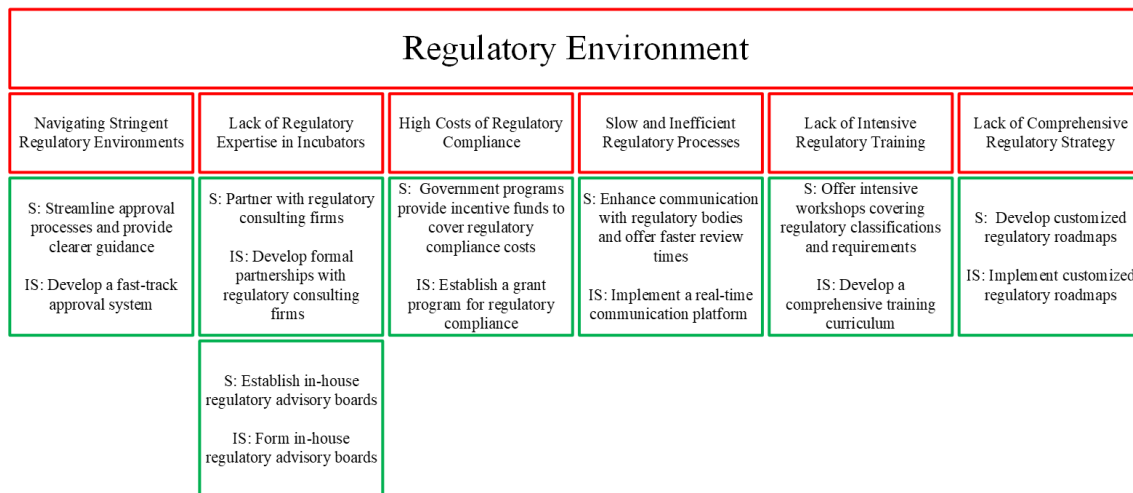 Regulatory Environment
Navigating Stringent
Regulatory Environments
Lack of Regulatory
Expertise in Incubators
High Costs of Regulatory
Compliance
Slow and Inefficient
Regulatory Processes
Lack of Intensive
Regulatory Training
Lack of Comprehensive
Regulatory Strategy
S: Streamline approval
processes and provide
clearer guidance
IS: Develop a fast-track
approval system
S: Partner with regulatory
consulting firms
IS: Develop formal
partnerships with
regulatory consulting
firms
S: Government programs
provide incentive funds to
cover regulatory
compliance costs
IS: Establish a grant
program for regulatory
compliance
S: Enhance communication
with regulatory bodies
and offer faster review
times
IS: Implement a real-time
communication platform
S: Offer intensive
workshops covering
regulatory classifications
and requirements
IS: Develop a
comprehensive training
curriculum
S: Develop customized
regulatory roadmaps
IS: Implement customized
regulatory roadmaps
S: Establish in-house
regulatory advisory boards
IS: Form in-house
regulatory advisory boards